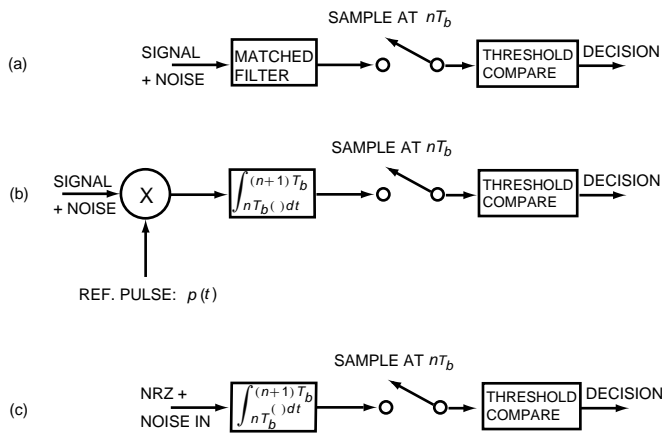 SAMPLE AT nT_b
(a)
SIGNAL
+ NOISE
MATCHED
FILTER
THRESHOLD
COMPARE
DECISION
SAMPLE AT nT_b
(b)
SIGNAL
+ NOISE
X
∫_{nT_b}^{(n+1)T_b} ( ) dt
THRESHOLD
COMPARE
DECISION
REF. PULSE: p(t)
SAMPLE AT nT_b
(c)
NRZ +
NOISE IN
∫_{nT_b}^{(n+1)T_b} ( ) dt
THRESHOLD
COMPARE
DECISION